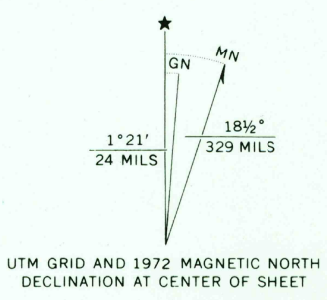 MN
GN
18½°
329 MILS
1°21′
24 MILS
UTM GRID AND 1972 MAGNETIC NORTH
DECLINATION AT CENTER OF SHEET